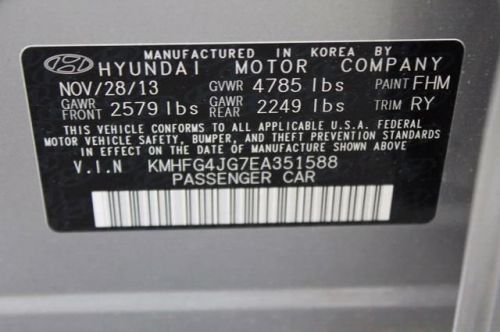 MANUFACTURED IN KOREA BY
HYUNDAI MOTOR COMPANY
NOV/28/13 GVWR 4785 lbs PAINT FHM
GAWR FRONT 2579 lbs GAWR REAR 2249 lbs TRIM RY
THIS VEHICLE CONFORMS TO ALL APPLICABLE U.S.A. FEDERAL
MOTOR VEHICLE SAFETY, BUMPER, AND THEFT PREVENTION STANDARDS
IN EFFECT ON THE DATE OF MANUFACTURE SHOWN ABOVE
V.I.N KMHFG4JG7EA351588
PASSENGER CAR